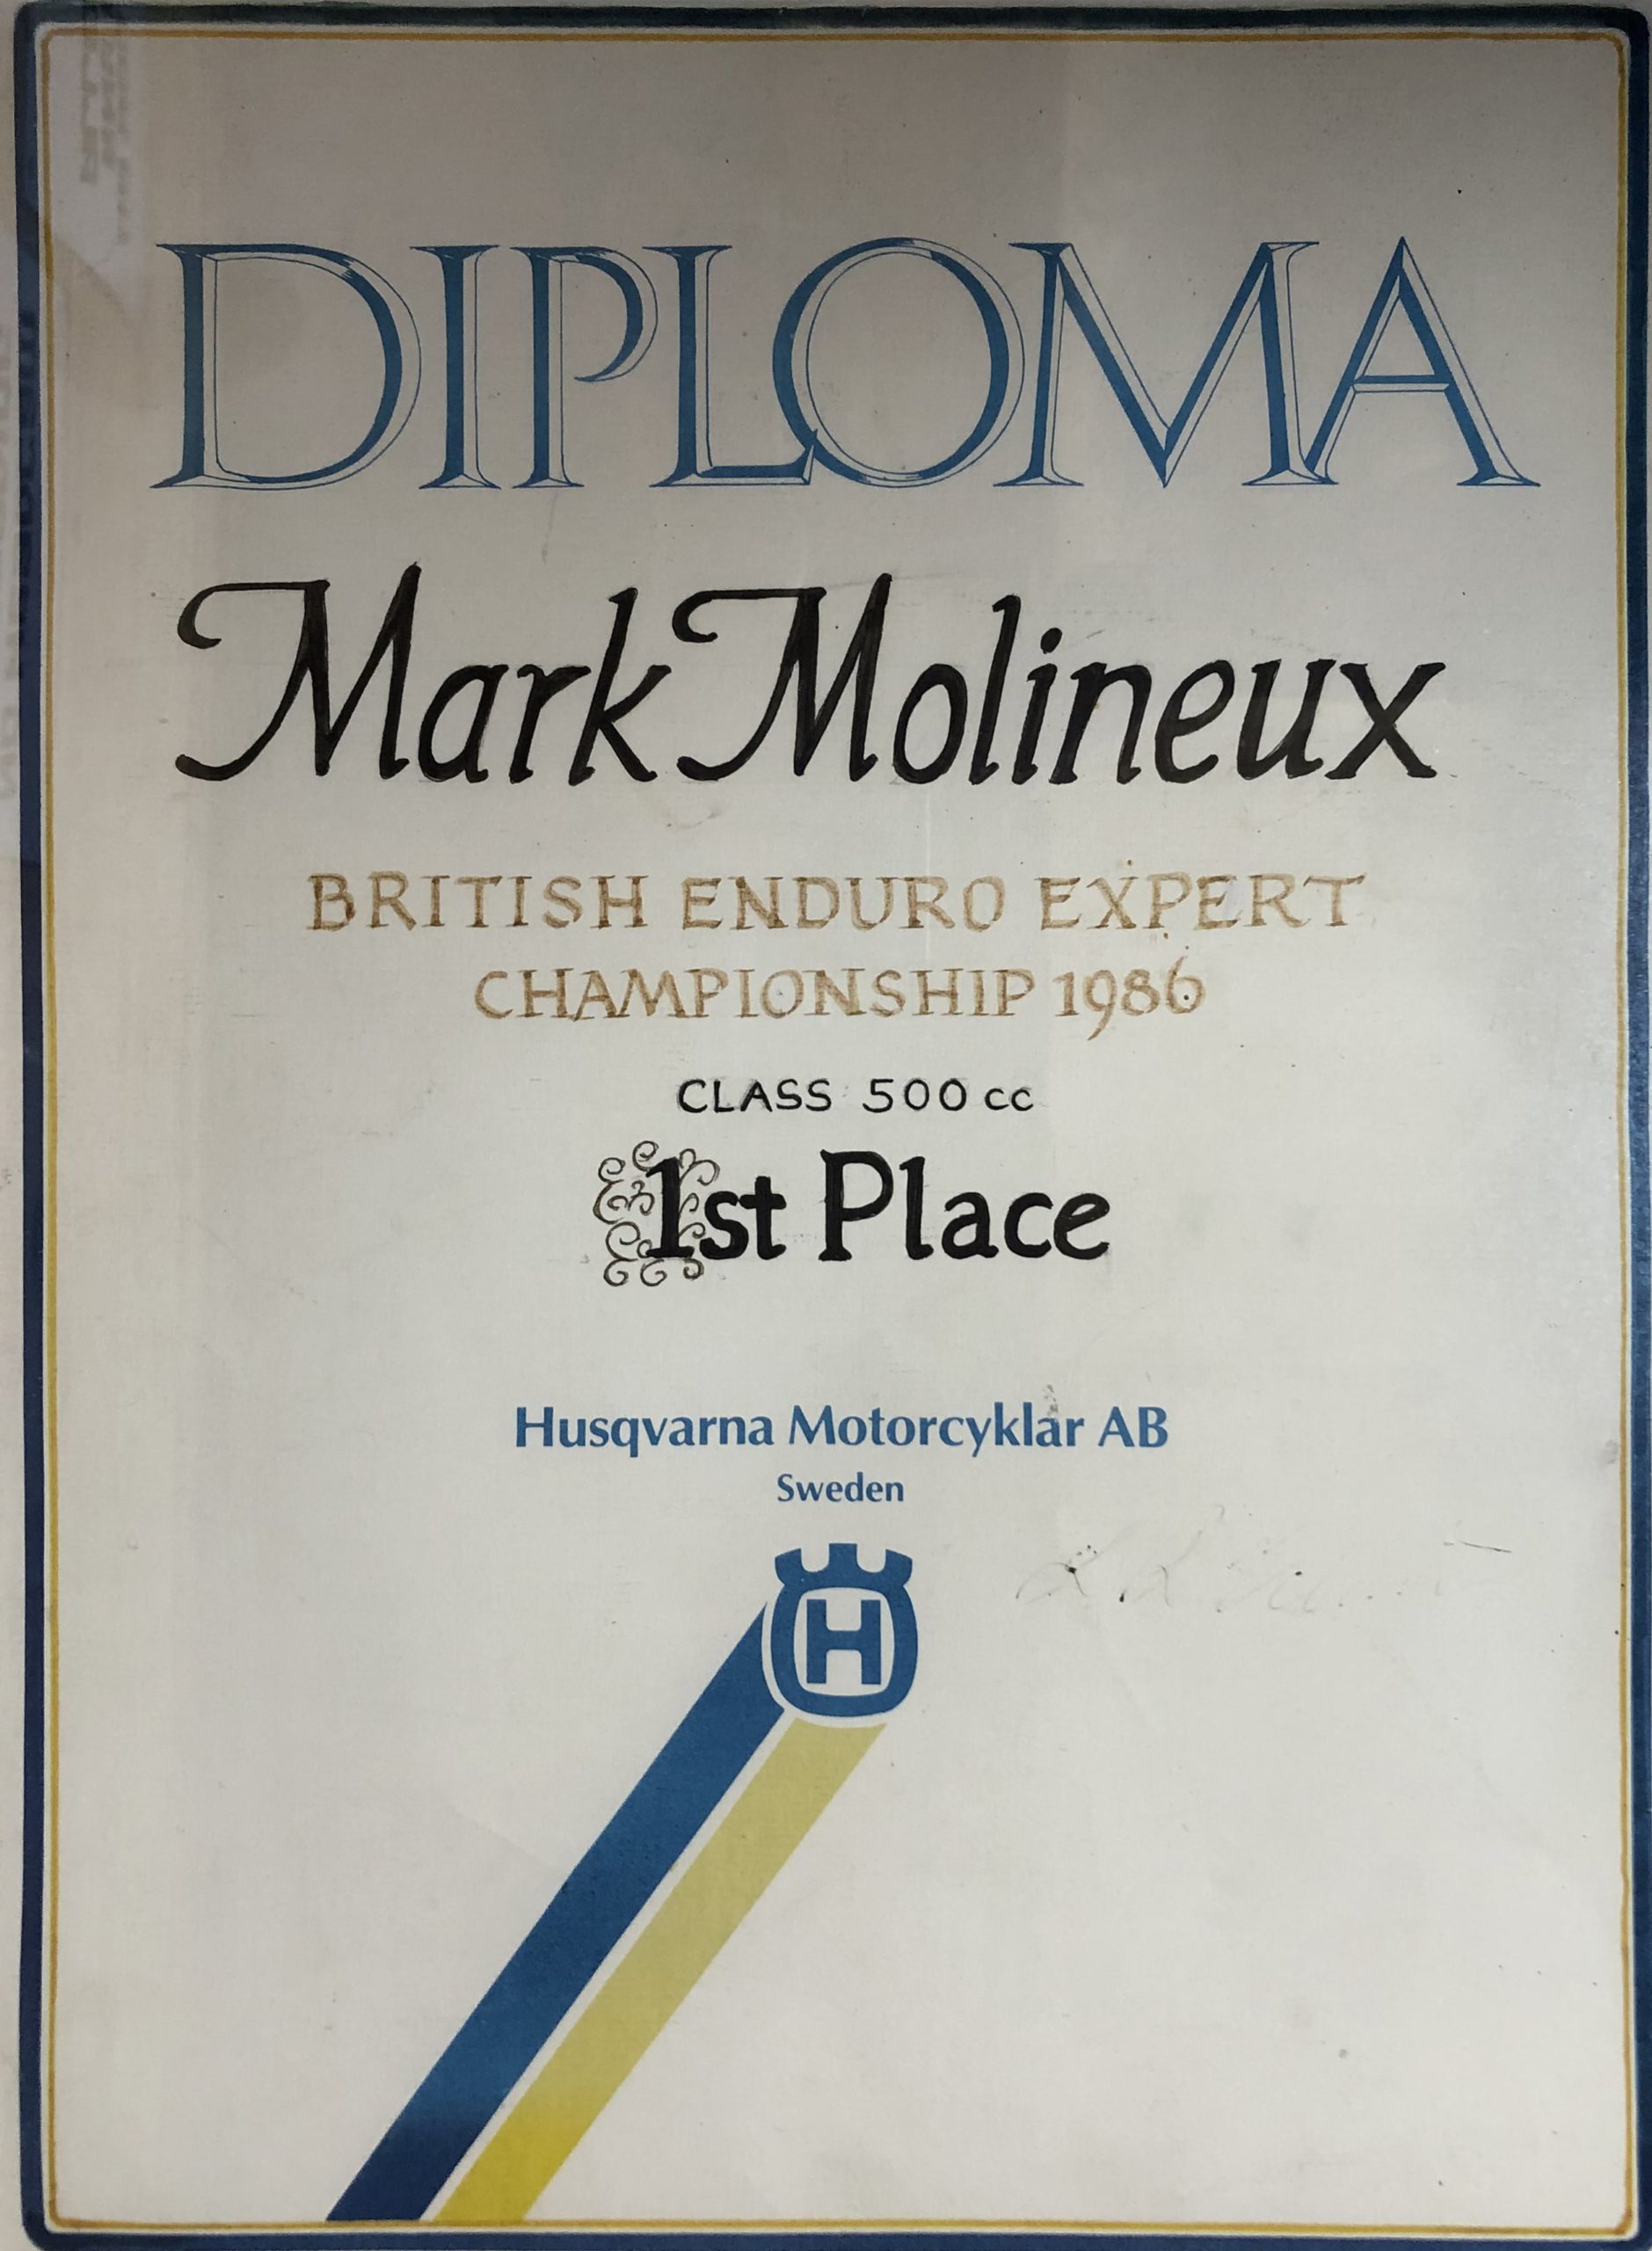 DIPLOMA
Mark Molineux
BRITISH ENDURO EXPERT
CHAMPIONSHIP 1986
CLASS 500 cc
1st Place
Husqvarna Motorcyklar AB
Sweden
H